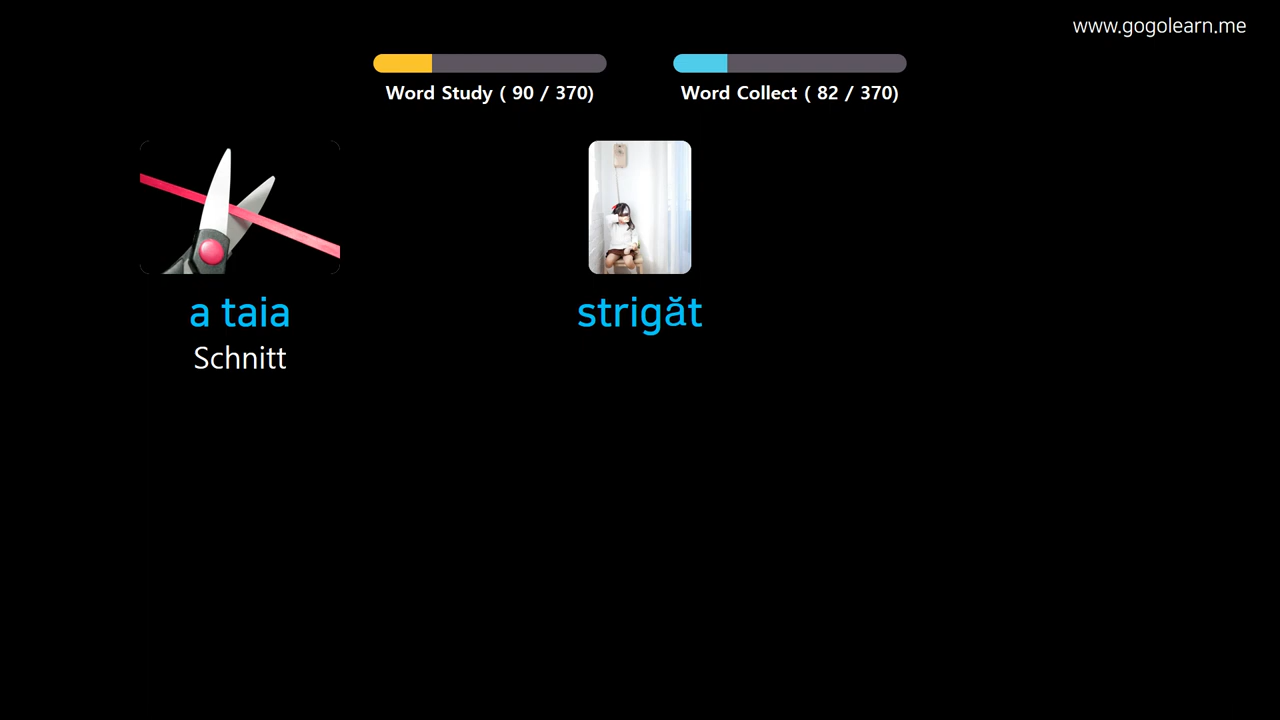 www.gogolearn.me
Word Study ( 90 / 370)
Word Collect ( 82 / 370)
a taia
Schnitt
strigăt